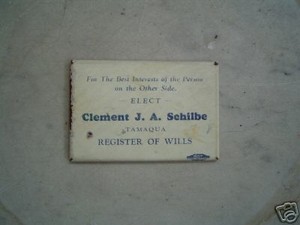 For The Best Interests of the Person
on the Other Side.
ELECT
Clement J. A. Schilbe
TAMAQUA
REGISTER OF WILLS